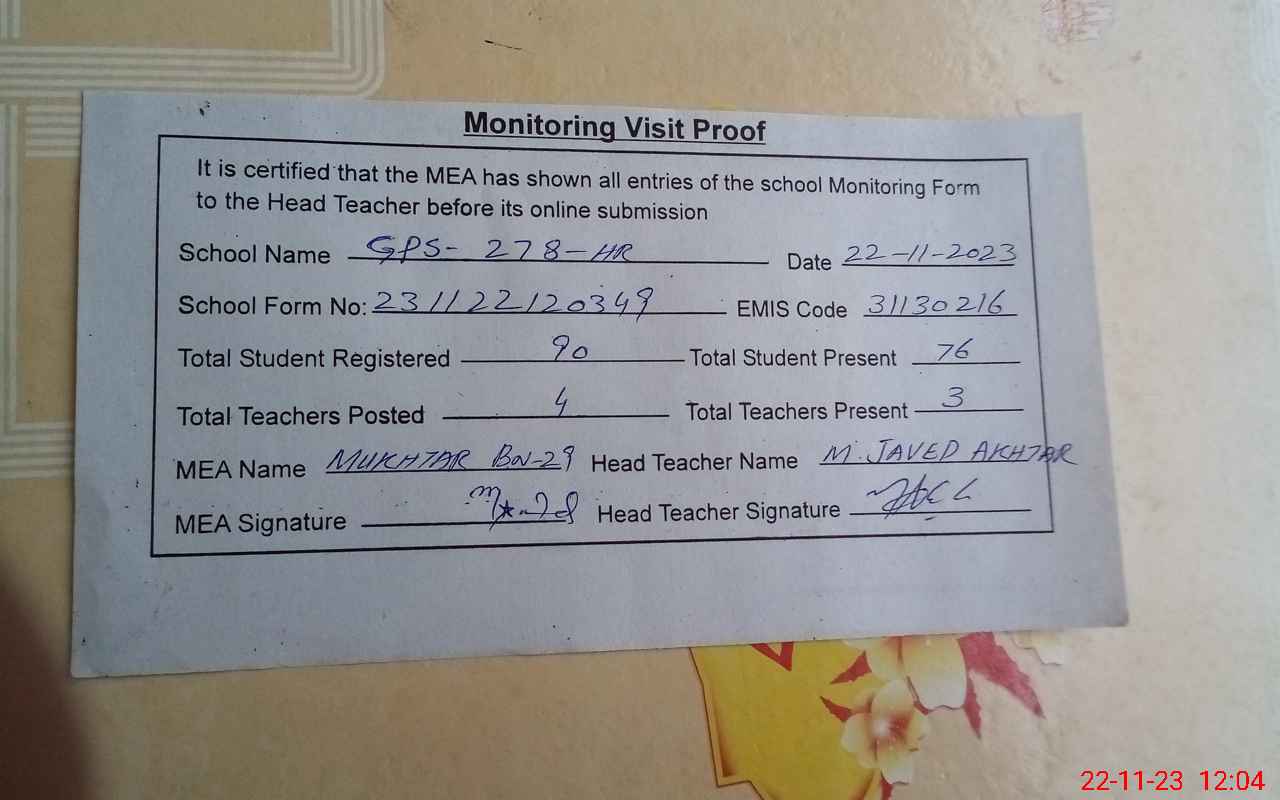 Monitoring Visit Proof
It is certified that the MEA has shown all entries of the school Monitoring Form
to the Head Teacher before its online submission
School Name GPS- 278-HR Date 22-11-2023
School Form No: 231122120349 EMIS Code 31130216
Total Student Registered 90 Total Student Present 76
Total Teachers Posted 4 Total Teachers Present 3
MEA Name MUKHTAR BN-29 Head Teacher Name M. JAVED AKHTAR
MEA Signature Head Teacher Signature
22-11-23 12:04